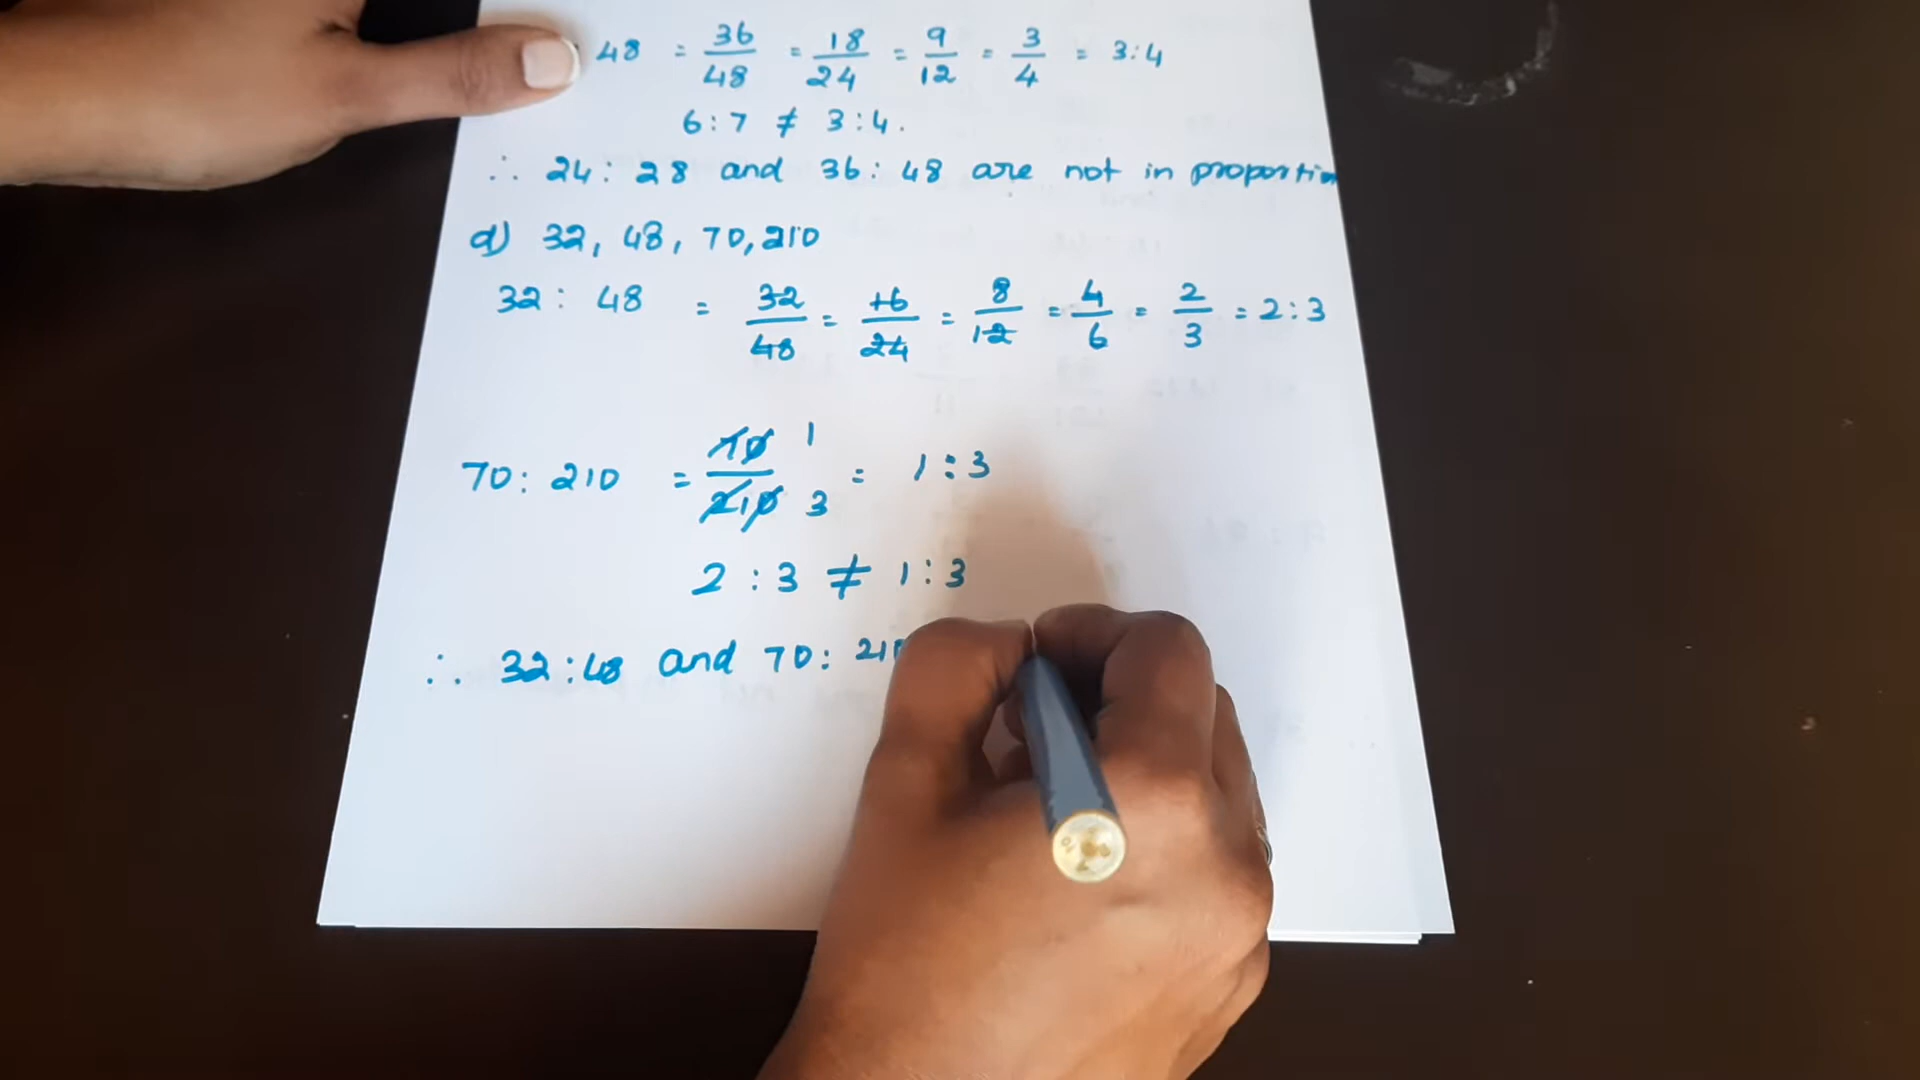 48 = 36/48 = 18/24 = 9/12 = 3/4 = 3:4
6:7 ≠ 3:4.
∴ 24:28 and 36:48 are not in proportion
d) 32, 48, 70, 210
32:48 = 32/48 = 16/24 = 8/12 = 4/6 = 2/3 = 2:3
70:210 = 70/210 1/3 = 1:3
2:3 ≠ 1:3
∴ 32:48 and 70:210